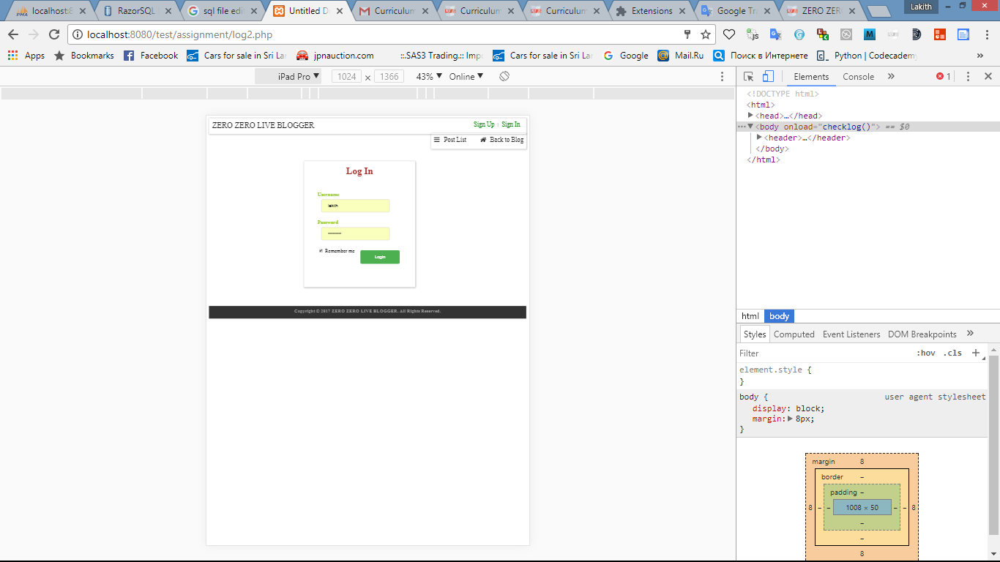 localhost:8
RazorSQL
sql file edit
Untitled D
Curriculum
Curriculum
Curriculum
Extensions
Google Tra
ZERO ZER
Lakith
localhost:8080/test/assignment/log2.php
Apps
Bookmarks
Facebook
Cars for sale in Sri Lan
jpnauction.com
::.SAS3 Trading.:: Impo
Cars for sale in Sri Lan
Google
Mail.Ru
Поиск в Интернете
Python | Codecademy
»
iPad Pro ▼
1024 x 1366
43% ▼
Online ▼
Elements
Console
»
1
ZERO ZERO LIVE BLOGGER
Sign Up | Sign In
Post List
Back to Blog
Log In
Username
lakith
Password
Remember me
Login
Copyright © 2017 ZERO ZERO LIVE BLOGGER. All Rights Reserved.
<!DOCTYPE html>
<html>
<head>…</head>
<body onload="checklog()"> == $0
<header>…</header>
</body>
</html>
html
body
Styles
Computed
Event Listeners
DOM Breakpoints
»
Filter
:hov
.cls
+
element.style {
}
body {
user agent stylesheet
display: block;
margin: 8px;
}
margin
8
border
–
padding
–
8 – – 1008 × 50 – – 8
–
–
8